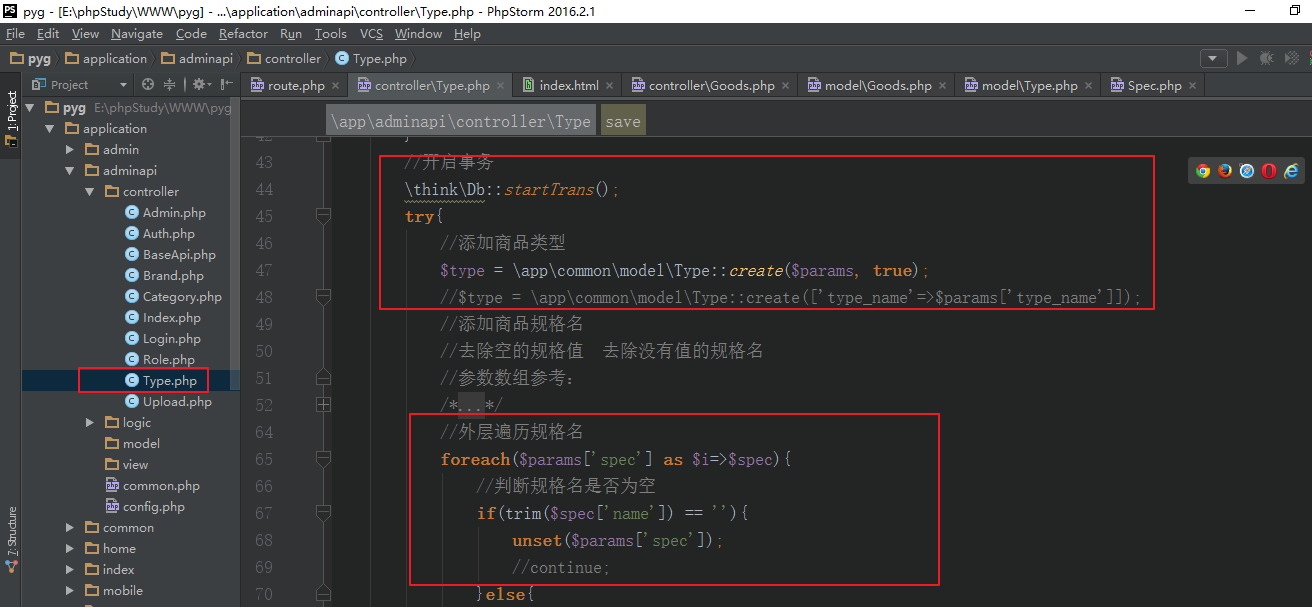 pyg - [E:\phpStudy\WWW\pyg] - ...\application\adminapi\controller\Type.php - PhpStorm 2016.2.1
File Edit View Navigate Code Refactor Run Tools VCS Window Help
pyg application adminapi controller Type.php
Project
route.php controller\Type.php index.html controller\Goods.php model\Goods.php model\Type.php Spec.php
1: Project
7: Structure
pyg E:\phpStudy\WWW\pyg
application
admin
adminapi
controller
Admin.php
Auth.php
BaseApi.php
Brand.php
Category.php
Index.php
Login.php
Role.php
Type.php
Upload.php
logic
model
view
common.php
config.php
common
home
index
mobile
\app\adminapi\controller\Type save
42 }
43 //开启事务
44 \think\Db::startTrans();
45 try{
46 //添加商品类型
47 $type = \app\common\model\Type::create($params, true);
48 //$type = \app\common\model\Type::create(['type_name'=>$params['type_name']]);
49 //添加商品规格名
50 //去除空的规格值 去除没有值的规格名
51 //参数数组参考：
52 /*...*/
64 //外层遍历规格名
65 foreach($params['spec'] as $i=>$spec){
66 //判断规格名是否为空
67 if(trim($spec['name']) == ''){
68 unset($params['spec']);
69 //continue;
70 }else{